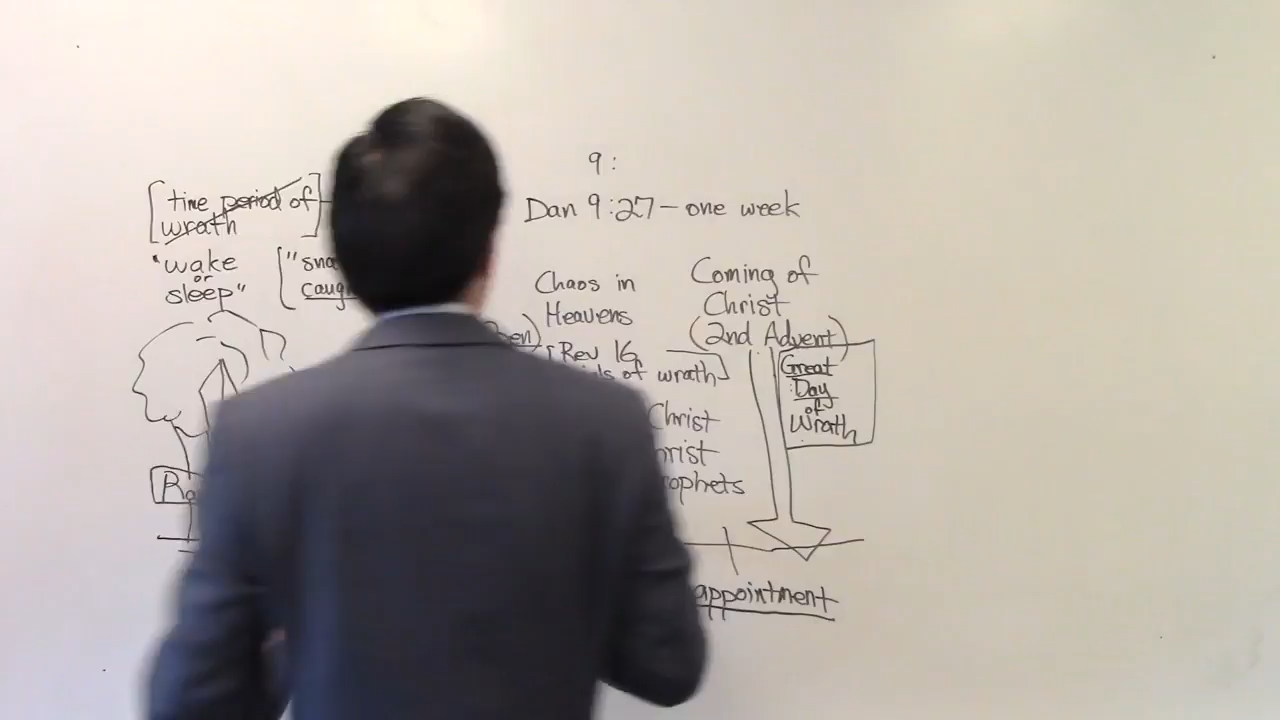 9:
Dan 9:27 - one week
[time period of]
wrath
"wake
or
sleep"
["sna
caug
Chaos in
Heavens
Coming of
Christ
(2nd Advent)
[Rev 16
of wrath]
Great
Day
of
Wrath
Christ
hrist
rophets
Ra
appointment